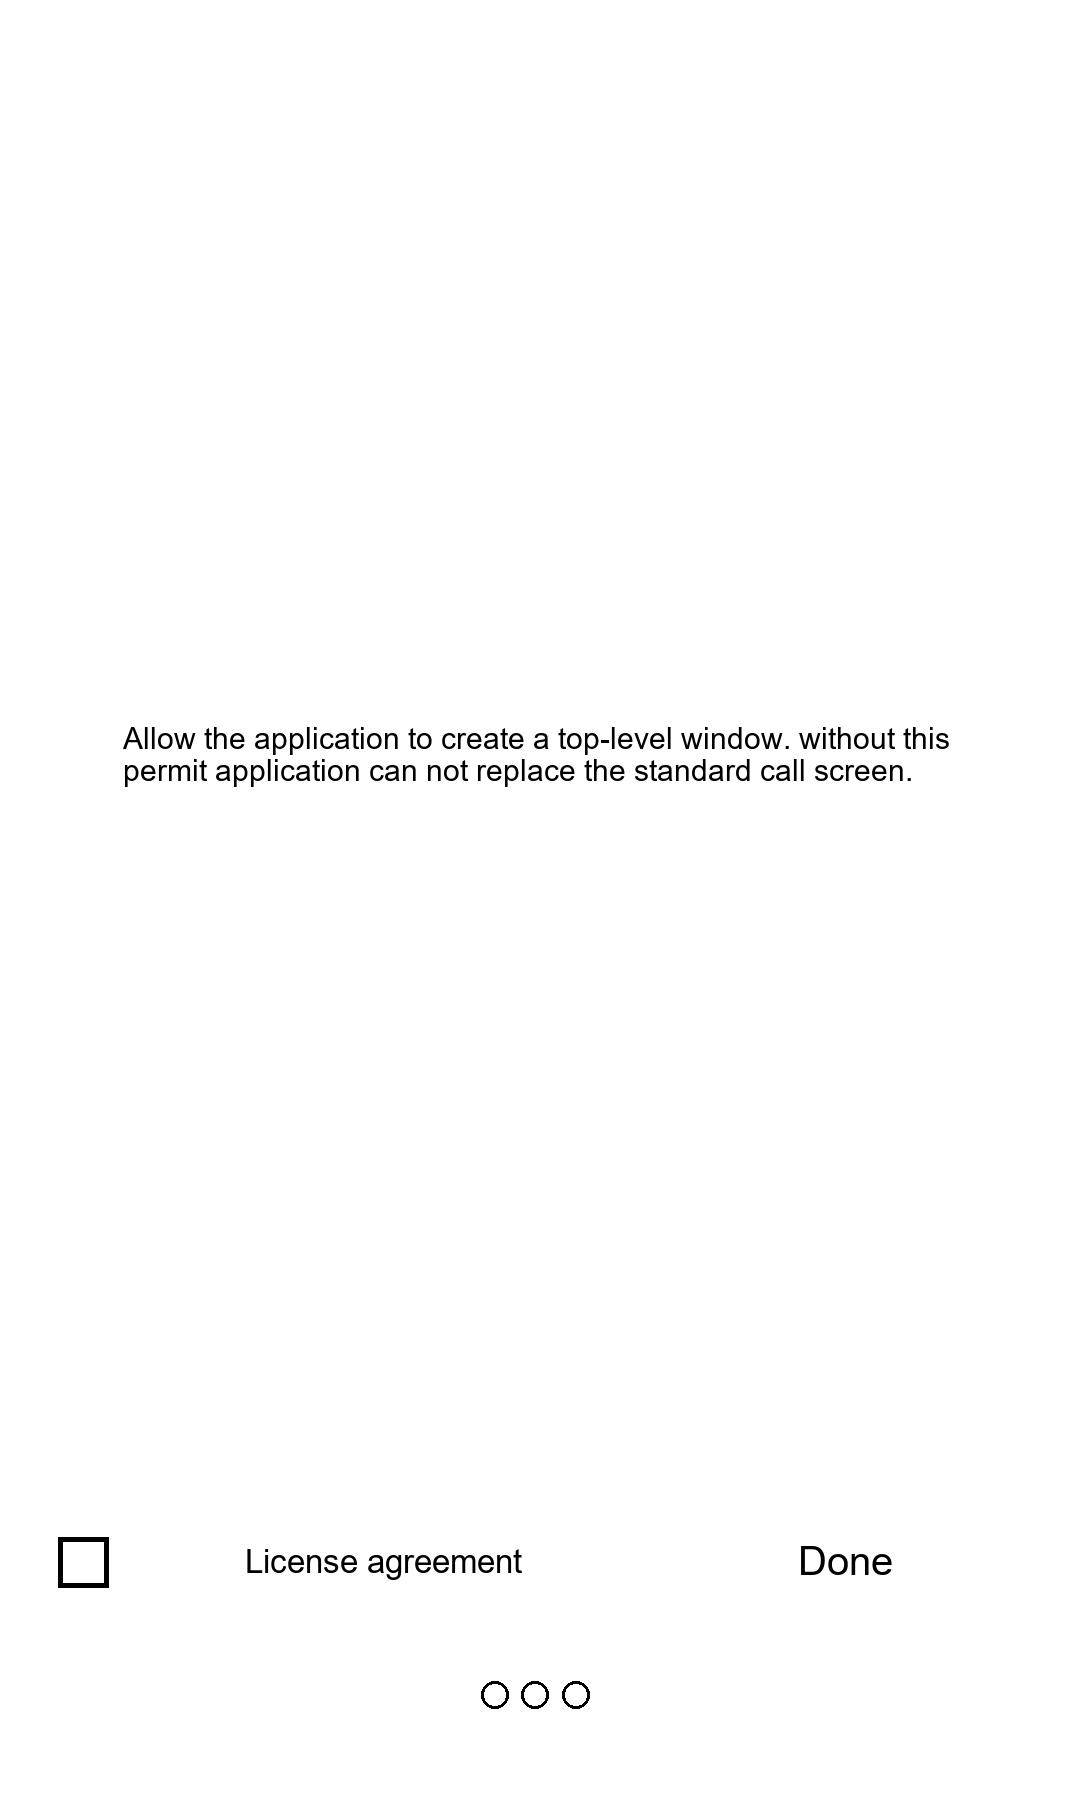 Allow the application to create a top-level window. without this
permit application can not replace the standard call screen.
License agreement
Done